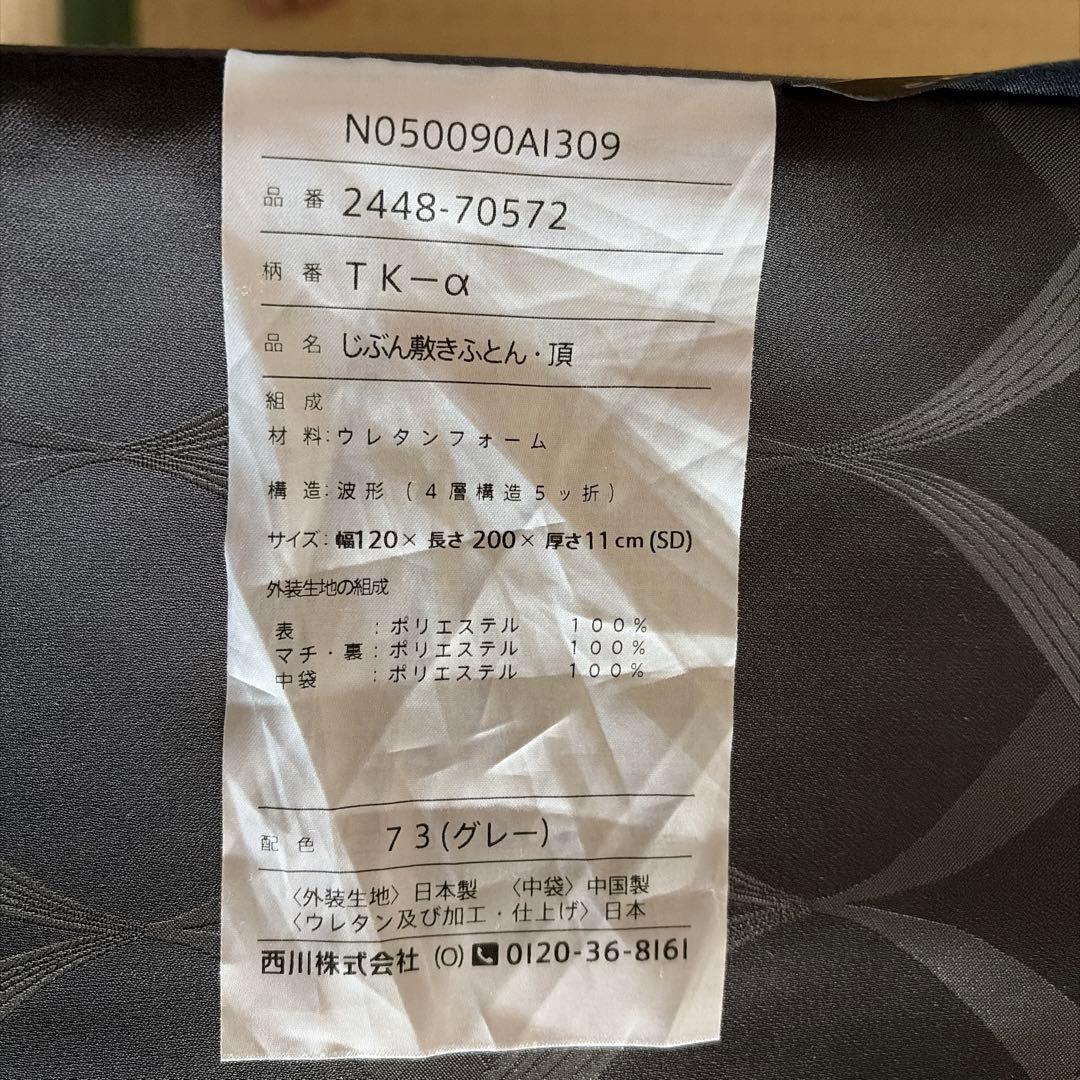 N050090AI309
品 番 2448-70572
柄 番 TK－α
品 名 じぶん敷きふとん・頂
組 成
材 料：ウレタンフォーム
構 造：波形（4層構造5ッ折）
サイズ：幅120× 長さ 200× 厚さ11cm(SD)
外装生地の組成
表 ：ポリエステル 100%
マチ・裏：ポリエステル 100%
中袋 ：ポリエステル 100%
配 色 73(グレー)
〈外装生地〉日本製 〈中袋〉中国製
〈ウレタン及び加工・仕上げ〉日本
西川株式会社 (O) 0120-36-8161